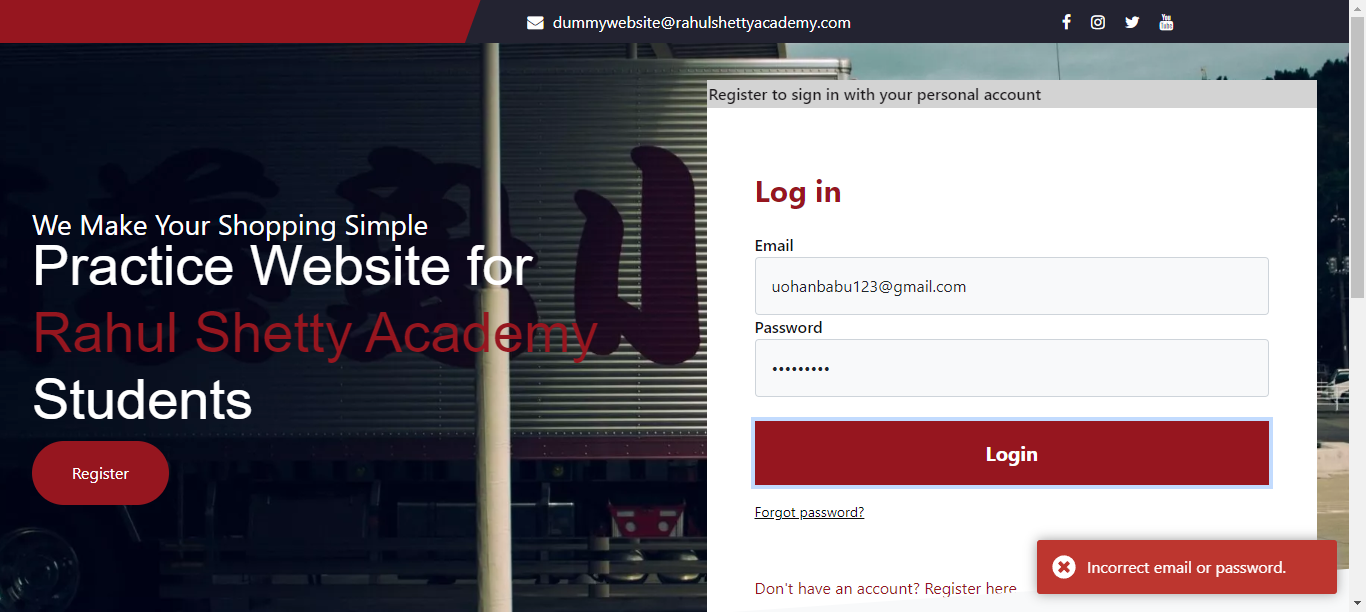 dummywebsite@rahulshettyacademy.com
We Make Your Shopping Simple
Practice Website for
Rahul Shetty Academy
Students
Register
Register to sign in with your personal account
Log in
Email
uohanbabu123@gmail.com
Password
•••••••••
Login
Forgot password?
Don't have an account? Register here
Incorrect email or password.